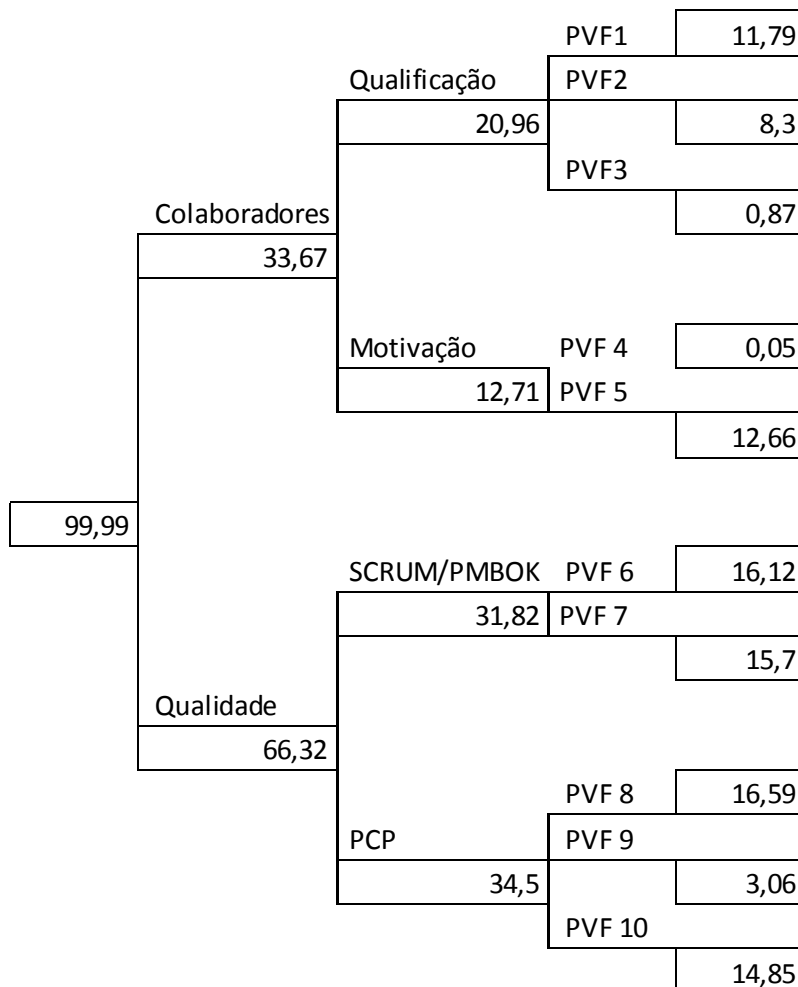 PVF1 11,79
Qualificação PVF2
20,96 8,3
PVF3
Colaboradores 0,87
33,67
Motivação PVF 4 0,05
12,71 PVF 5
12,66
99,99
SCRUM/PMBOK PVF 6 16,12
31,82 PVF 7
15,7
Qualidade
66,32
PVF 8 16,59
PCP PVF 9
34,5 3,06
PVF 10
14,85